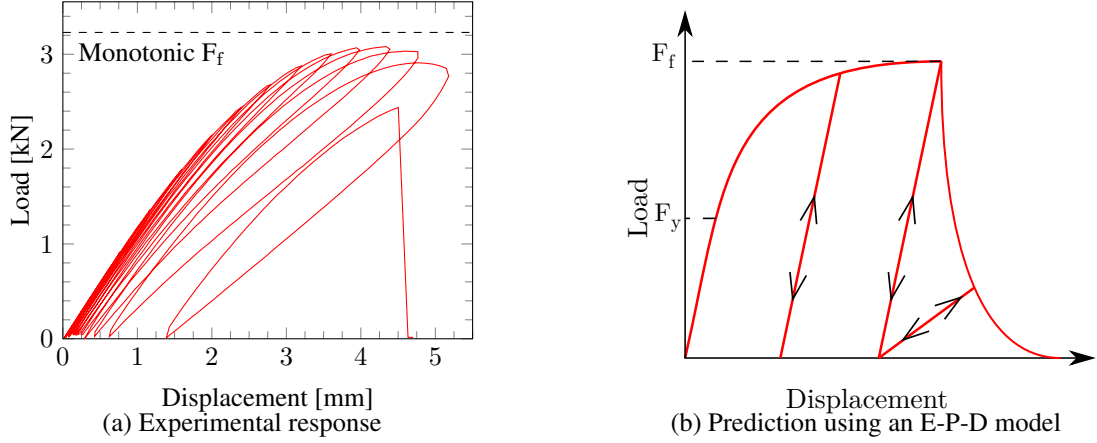 3
2
1
0
0
1
2
3
4
5
Load [kN]
Monotonic F_f
Displacement [mm]
(a) Experimental response
F_f
F_y
Load
Displacement
(b) Prediction using an E-P-D model